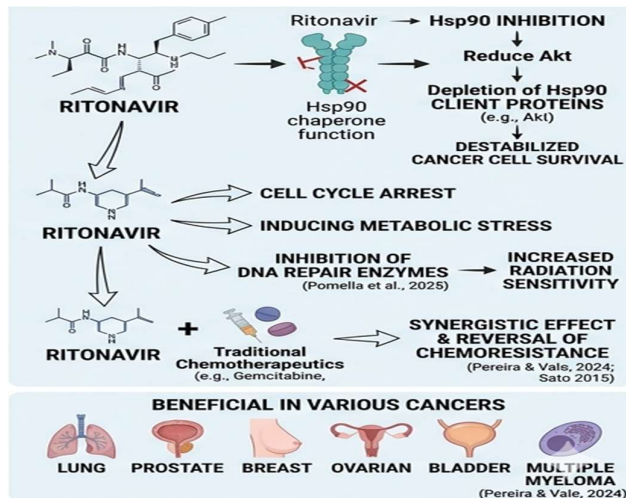 Ritonavir
Hsp90 INHIBITION
Reduce Akt
Depletion of Hsp90
CLIENT PROTEINS
(e.g., Akl)
DESTABILIZED
CANCER CELL SURVIVAL
Hsp90
chaperone
function
RITONAVIR
N
O
H
N
H
N
O
RITONAVIR
H
N
O
N
CELL CYCLE ARREST
INDUCING METABOLIC STRESS
INHIBITION OF
DNA REPAIR ENZYMES
(Pomella et al., 2025)
INCREASED
RADIATION
SENSITIVITY
RITONAVIR
H
N
O
N
+
Traditional
Chemotherapeutics
(e.g., Gemcitabine,
SYNERGISTIC EFFECT
& REVERSAL OF
CHEMORESISTANCE
(Pereira & Vals, 2024;
Sato 2015)
BENEFICIAL IN VARIOUS CANCERS
LUNG
PROSTATE
BREAST
OVARIAN
BLADDER
MULTIPLE
MYELOMA
(Pereira & Vale, 2024)